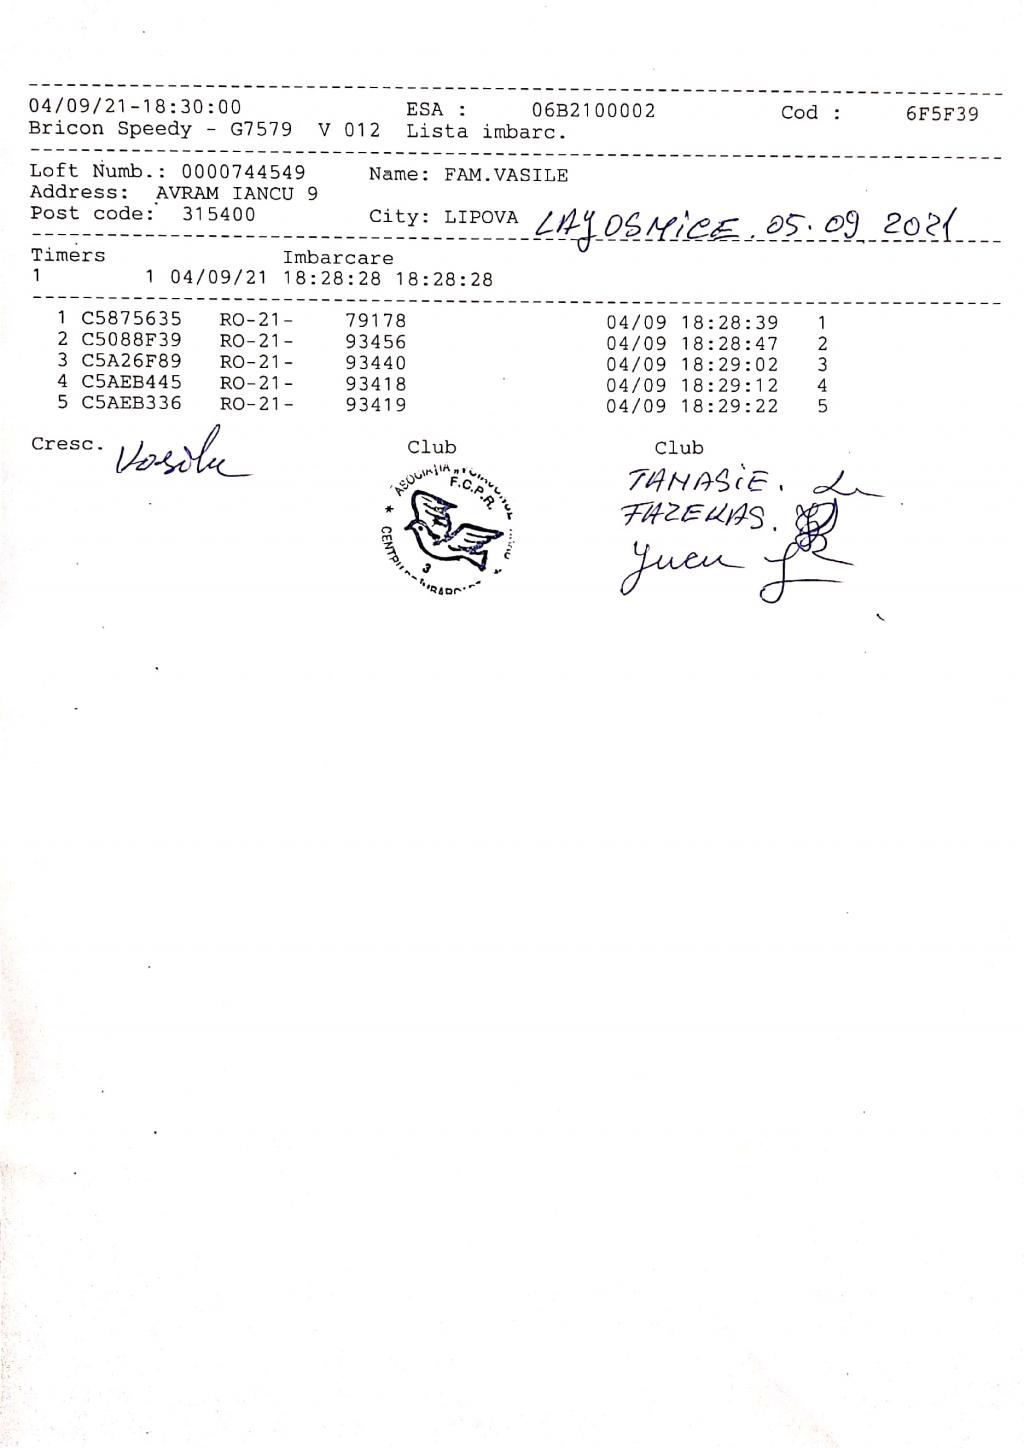 04/09/21-18:30:00 ESA : 06B2100002 Cod : 6F5F39
Bricon Speedy - G7579 V 012 Lista imbarc.
Loft Numb.: 0000744549 Name: FAM.VASILE
Address: AVRAM IANCU 9
Post code: 315400 City: LIPOVA LAJOSMICE. 05.09 2021
Timers Imbarcare
1 1 04/09/21 18:28:28 18:28:28
1 C5875635 RO-21- 79178 04/09 18:28:39 1
2 C5088F39 RO-21- 93456 04/09 18:28:47 2
3 C5A26F89 RO-21- 93440 04/09 18:29:02 3
4 C5AEB445 RO-21- 93418 04/09 18:29:12 4
5 C5AEB336 RO-21- 93419 04/09 18:29:22 5
Cresc. Vasile Club Club
F.C.P.R.
3
TANASIE.
FAZEKAS.